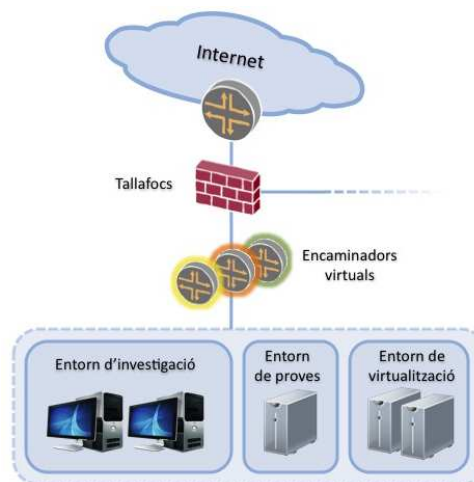 Internet
Tallafocs
Encaminadors
virtuals
Entorn d'investigació
Entorn
de proves
Entorn de
virtualització